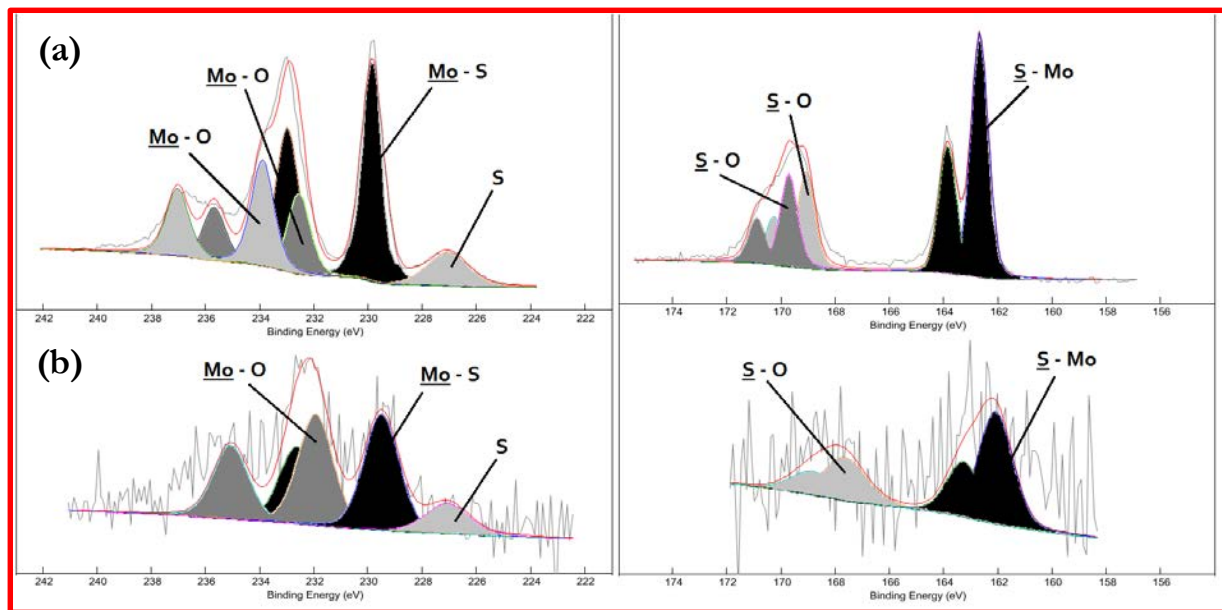 (a)
Mo - O
Mo - S
Mo - O
S
242 240 238 236 234 232 230 228 226 224 222
Binding Energy (eV)
S - Mo
S - O
S - O
174 172 170 168 166 164 162 160 158 156
Binding Energy (eV)
(b)
Mo - O
Mo - S
S
242 240 238 236 234 232 230 228 226 224 222
Binding Energy (eV)
S - O
S - Mo
174 172 170 168 166 164 162 160 158 156
Binding Energy (eV)